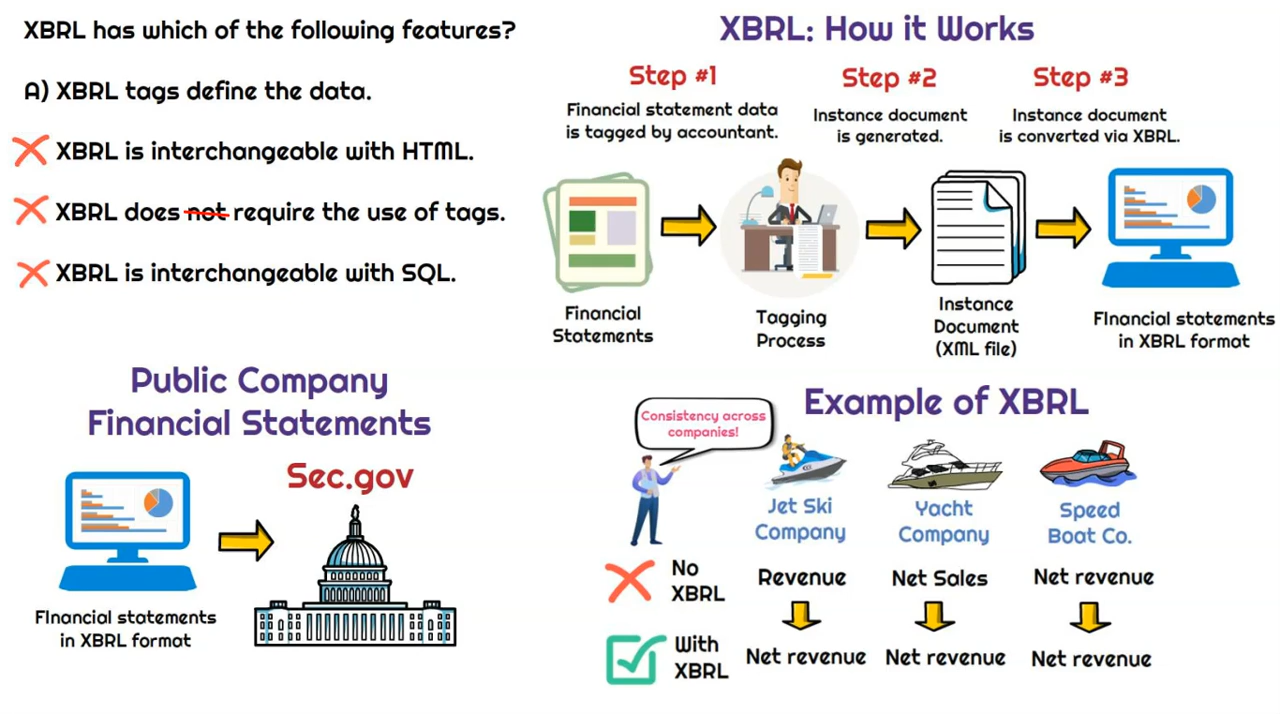 XBRL has which of the following features?
A) XBRL tags define the data.
XBRL is interchangeable with HTML.
XBRL does not require the use of tags.
XBRL is interchangeable with SQL.
XBRL: How it Works
Step #1
Financial statement data
is tagged by accountant.
Step #2
Instance document
is generated.
Step #3
Instance document
is converted via XBRL.
Financial
Statements
Tagging
Process
Instance
Document
(XML file)
FInancial statements
in XBRL format
Public Company
Financial Statements
Sec.gov
FInancial statements
in XBRL format
Example of XBRL
Consistency across
companies!
Jet Ski
Company
Yacht
Company
Speed
Boat Co.
No
XBRL
Revenue
Net Sales
Net revenue
With
XBRL
Net revenue
Net revenue
Net revenue